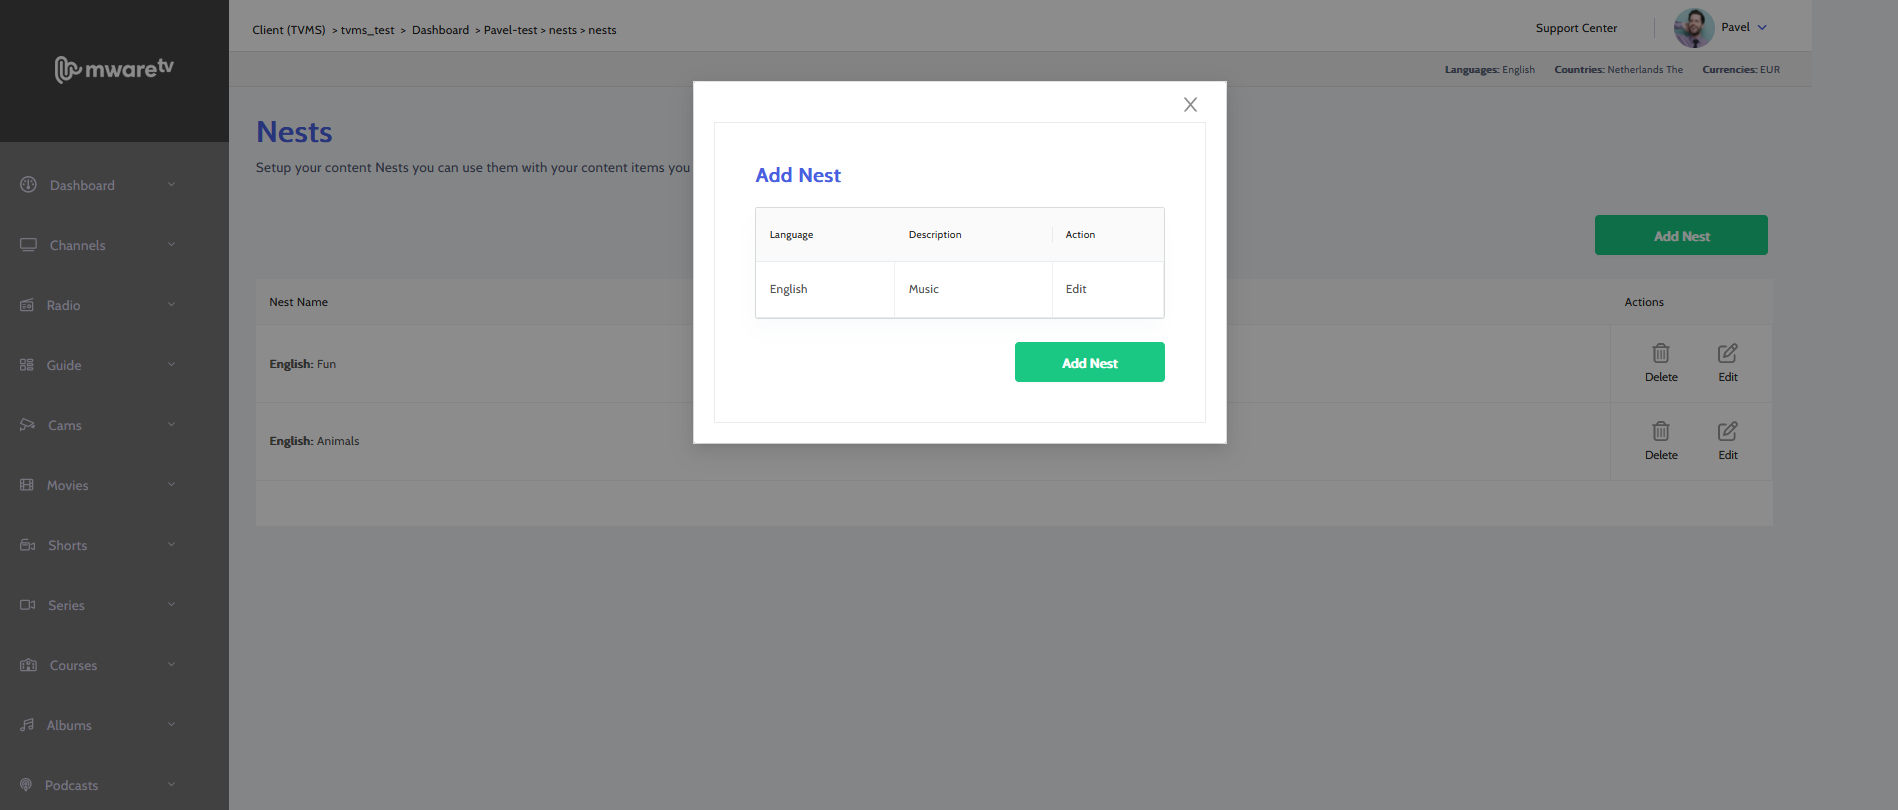 Client (TVMS) > tvms_test > Dashboard > Pavel-test > nests > nests
Support Center
Pavel
mwaretv
Languages: English Countries: Netherlands The Currencies: EUR
Nests
Setup your content Nests you can use them with your content items you
Add Nest
Nest Name
Actions
English: Fun
Delete
Edit
English: Animals
Delete
Edit
Dashboard
Channels
Radio
Guide
Cams
Movies
Shorts
Series
Courses
Albums
Podcasts
X
Add Nest
Language Description Action
English Music Edit
Add Nest